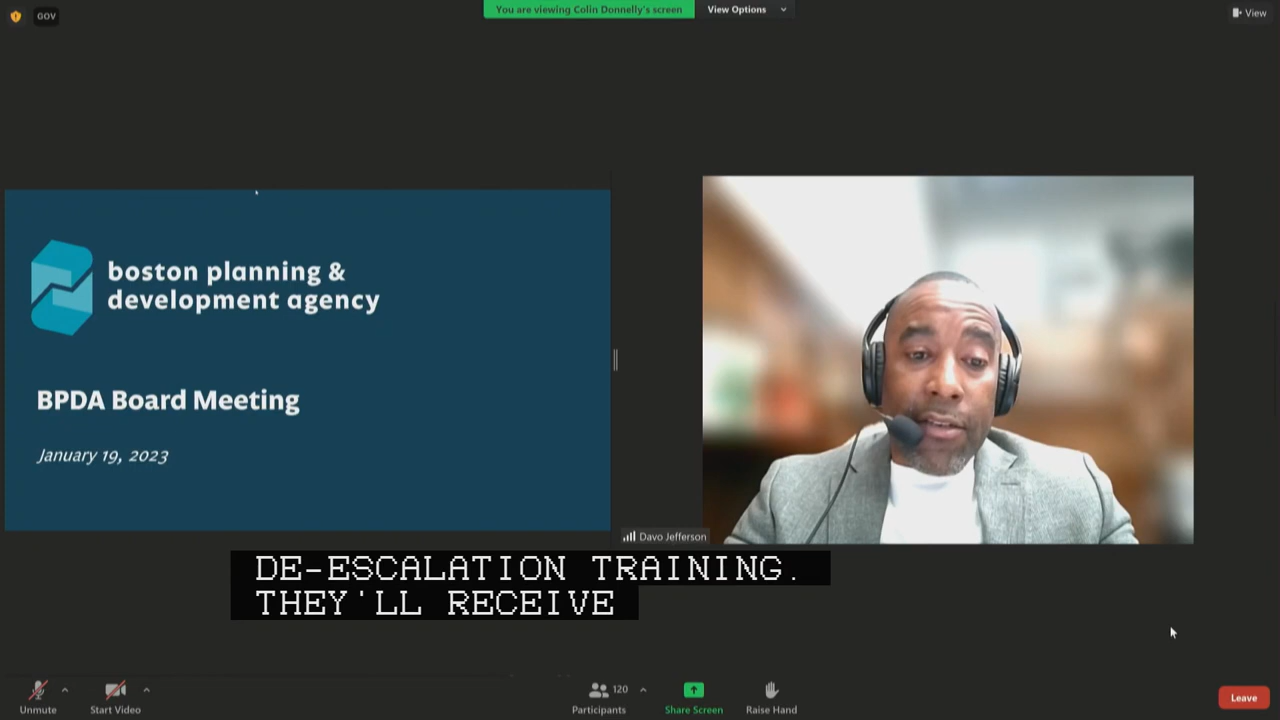 GOV
You are viewing Colin Donnelly's screen
View Options
View
boston planning &
development agency
BPDA Board Meeting
January 19, 2023
Davo Jefferson
DE-ESCALATION TRAINING.
THEY'LL RECEIVE
Unmute
Start Video
120
Participants
Share Screen
Raise Hand
Leave